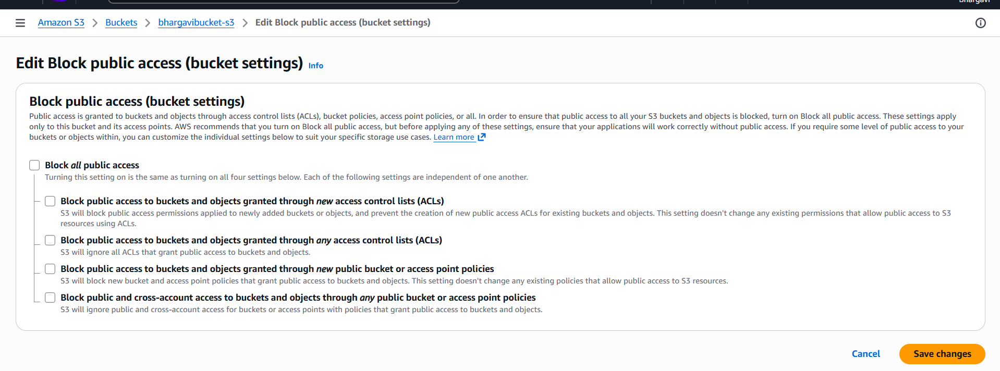 Bhargavi
Amazon S3 > Buckets > bhargavibucket-s3 > Edit Block public access (bucket settings)
Edit Block public access (bucket settings) Info
Block public access (bucket settings)
Public access is granted to buckets and objects through access control lists (ACLs), bucket policies, access point policies, or all. In order to ensure that public access to all your S3 buckets and objects is blocked, turn on Block all public access. These settings apply
only to this bucket and its access points. AWS recommends that you turn on Block all public access, but before applying any of these settings, ensure that your applications will work correctly without public access. If you require some level of public access to your
buckets or objects within, you can customize the individual settings below to suit your specific storage use cases. Learn more
Block all public access
Turning this setting on is the same as turning on all four settings below. Each of the following settings are independent of one another.
Block public access to buckets and objects granted through new access control lists (ACLs)
S3 will block public access permissions applied to newly added buckets or objects, and prevent the creation of new public access ACLs for existing buckets and objects. This setting doesn't change any existing permissions that allow public access to S3
resources using ACLs.
Block public access to buckets and objects granted through any access control lists (ACLs)
S3 will ignore all ACLs that grant public access to buckets and objects.
Block public access to buckets and objects granted through new public bucket or access point policies
S3 will block new bucket and access point policies that grant public access to buckets and objects. This setting doesn't change any existing policies that allow public access to S3 resources.
Block public and cross-account access to buckets and objects through any public bucket or access point policies
S3 will ignore public and cross-account access for buckets or access points with policies that grant public access to buckets and objects.
Cancel
Save changes